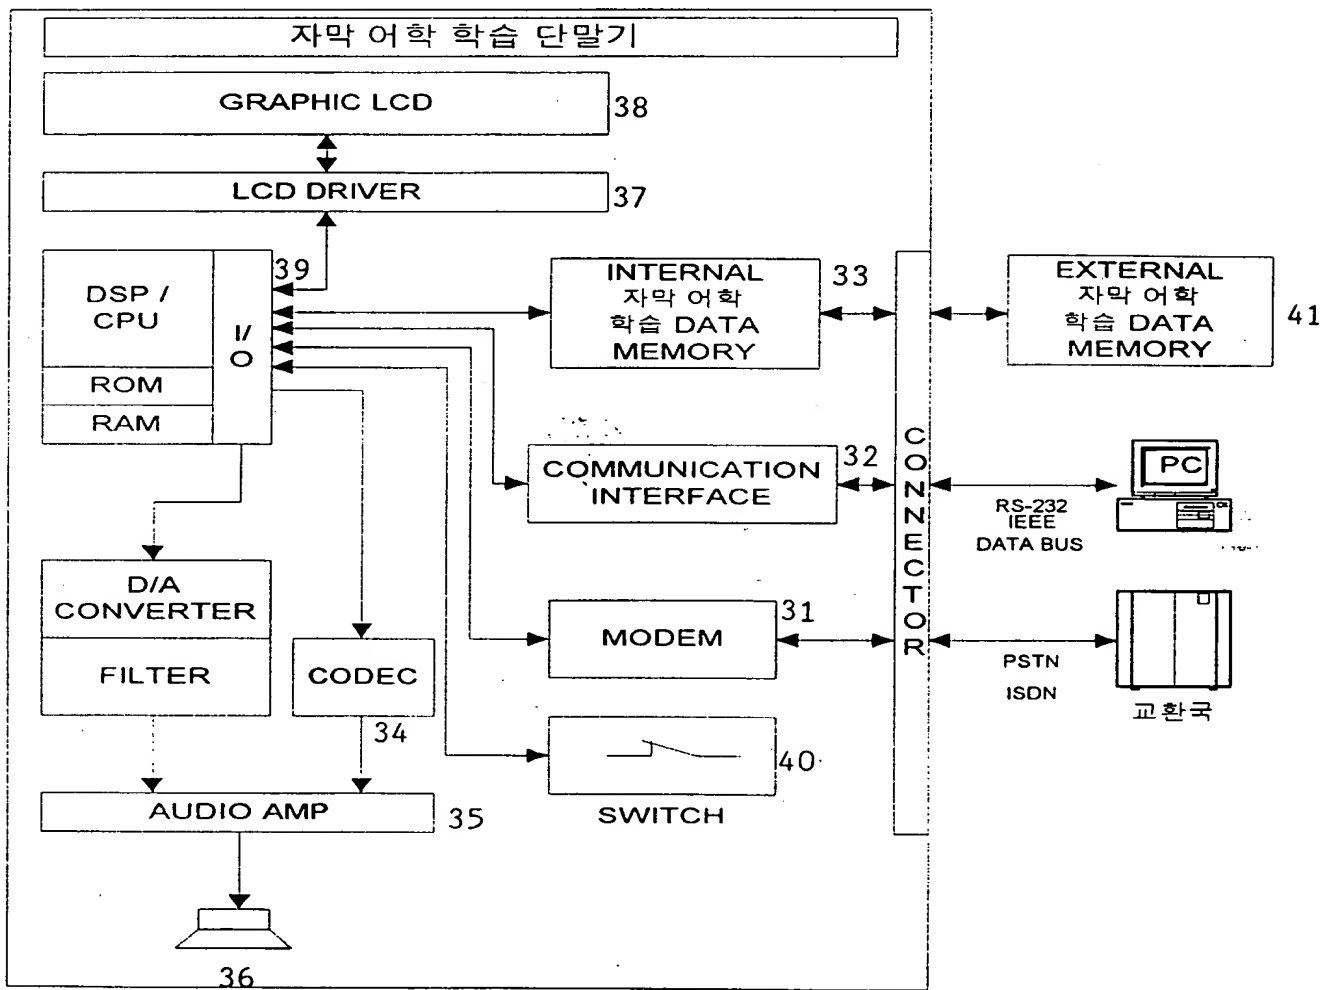 자막 어학 학습 단말기
GRAPHIC LCD
38
LCD DRIVER
37
DSP /
CPU
I/
O
39
ROM
RAM
INTERNAL
자막 어학
학습 DATA
MEMORY
33
EXTERNAL
자막 어학
학습 DATA
MEMORY
41
COMMUNICATION
INTERFACE
32
CONNECTOR
RS-232
IEEE
DATA BUS
PC
D/A
CONVERTER
FILTER
CODEC
34
MODEM
31
PSTN
ISDN
교환국
40
SWITCH
AUDIO AMP
35
36